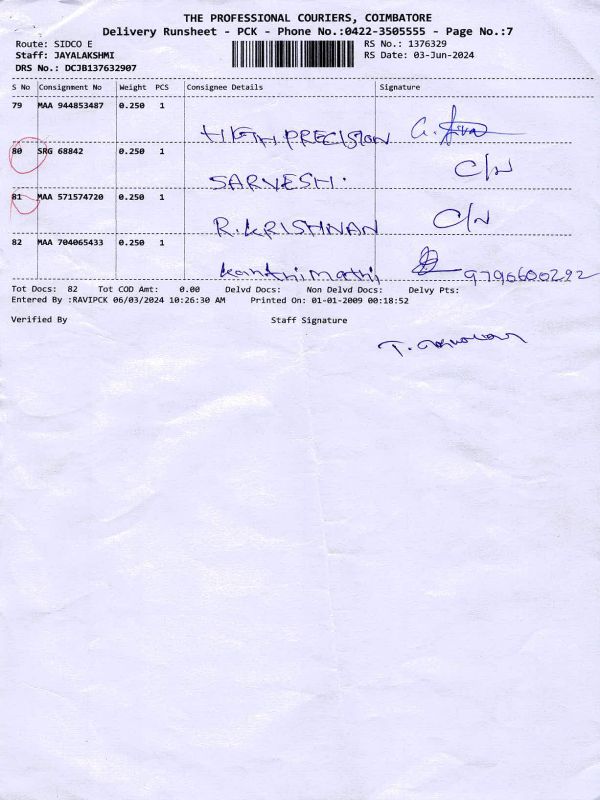 THE PROFESSIONAL COURIERS, COIMBATORE
Delivery Runsheet - PCK - Phone No.:0422-3505555 - Page No.:7
Route: SIDCO E RS No.: 1376329
Staff: JAYALAKSHMI RS Date: 03-Jun-2024
DRS No.: DCJB137632907
S No Consignment No Weight PCS Consignee Details Signature
79 MAA 944853487 0.250 1
PRECISION
80 SRG 68842 0.250 1 C/N
SARVESH.
81 MAA 571574720 0.250 1 C/N
R.KRISHNAN
82 MAA 704065433 0.250 1
kanthimathi 9790600292
Tot Docs: 82 Tot COD Amt: 0.00 Delvd Docs: Non Delvd Docs: Delvy Pts:
Entered By :RAVIPCK 06/03/2024 10:26:30 AM Printed On: 01-01-2009 00:18:52
Verified By Staff Signature